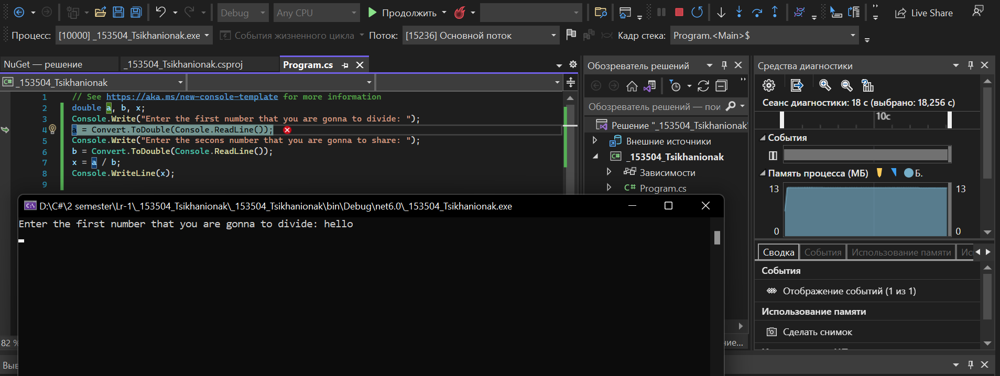 Debug Any CPU Продолжить Live Share
Процесс: [10000] _153504_Tsikhanionak.exe События жизненного цикла Поток: [15236] Основной поток Кадр стека: Program.<Main>$
NuGet — решение _153504_Tsikhanionak.csproj Program.cs
C# _153504_Tsikhanionak
1 // See https://aka.ms/new-console-template for more information
2 double a, b, x;
3 Console.Write("Enter the first number that you are gonna to divide: ");
4 a = Convert.ToDouble(Console.ReadLine());
5 Console.Write("Enter the secons number that you are gonna to share: ");
6 b = Convert.ToDouble(Console.ReadLine());
7 x = a / b;
8 Console.WriteLine(x);
9
82 %
D:\C#\2 semester\Lr-1\_153504_Tsikhanionak\_153504_Tsikhanionak\bin\Debug\net6.0\_153504_Tsikhanionak.exe
Enter the first number that you are gonna to divide: hello
Обозреватель решений
Обозреватель решений — пои
Решение "_153504_Tsikhanionak"
Внешние источники
C# _153504_Tsikhanionak
Зависимости
C# Program.cs
Средства диагностики
Сеанс диагностики: 18 с (выбрано: 18,256 с)
10с
События
Память процесса (МБ) Б.
13 13
0 0
Сводка События Использование памяти
События
Отображение событий (1 из 1)
Использование памяти
Сделать снимок